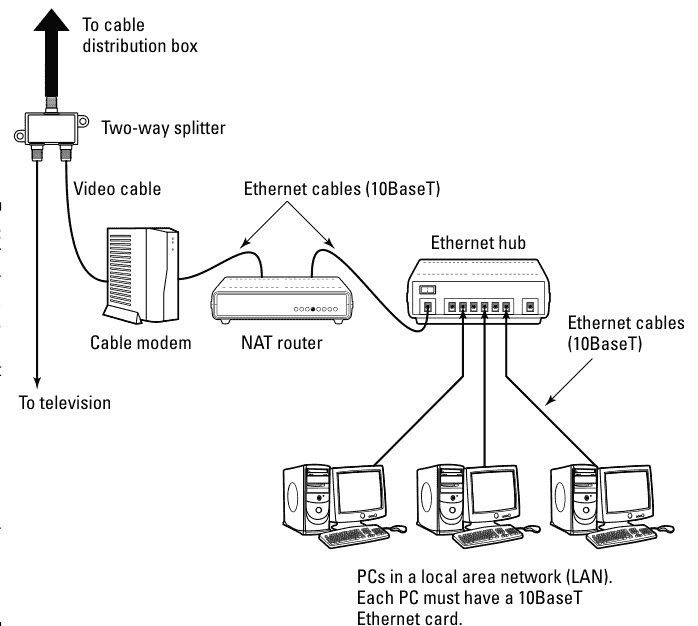 To cable
distribution box
Two-way splitter
Video cable
Ethernet cables (10BaseT)
Ethernet hub
Cable modem
NAT router
Ethernet cables
(10BaseT)
To television
PCs in a local area network (LAN).
Each PC must have a 10BaseT
Ethernet card.